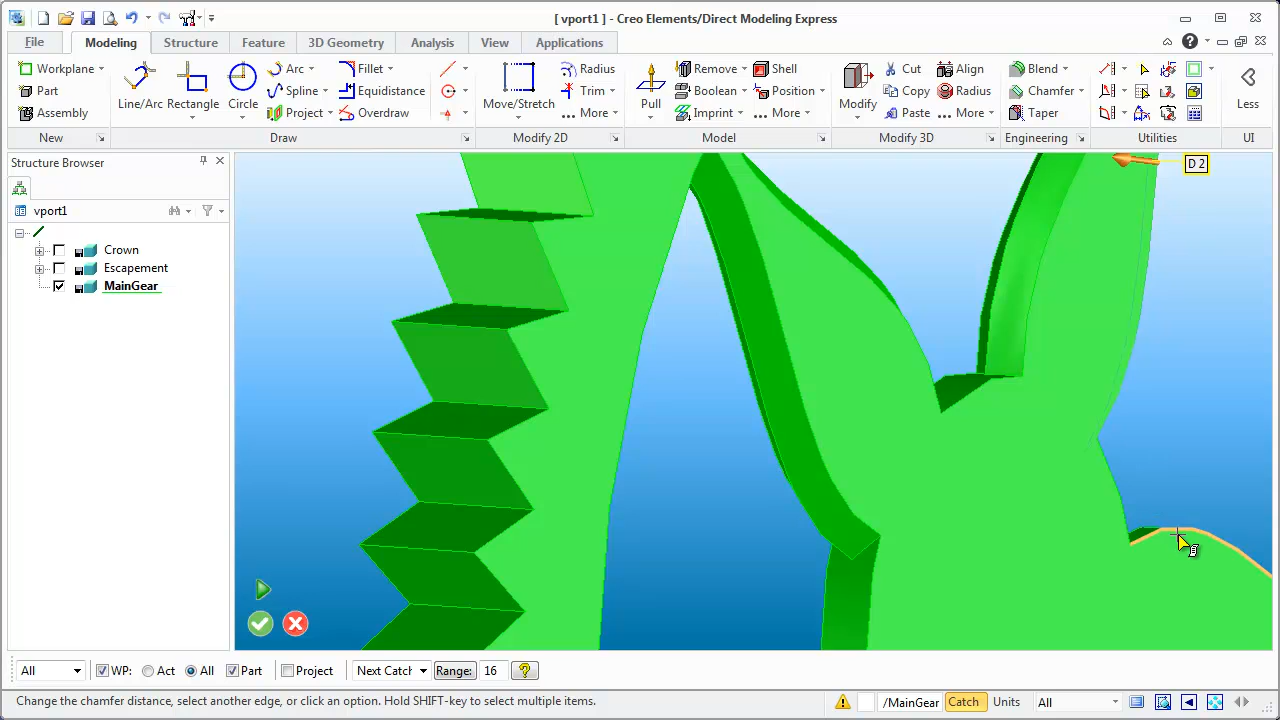 [ vport1 ] - Creo Elements/Direct Modeling Express
File Modeling Structure Feature 3D Geometry Analysis View Applications
Workplane Arc Fillet Radius Remove Shell Cut Align Blend
Part Spline Equidistance Trim Boolean Position Copy Radius Chamfer
Line/Arc Rectangle Circle Move/Stretch Pull Modify Less
Assembly Project Overdraw More Imprint More Paste More Taper
New Draw Modify 2D Model Modify 3D Engineering Utilities UI
Structure Browser
D 2
vport1
Crown
Escapement
MainGear
All WP: Act All Part Project Next Catch Range: 16
Change the chamfer distance, select another edge, or click an option. Hold SHIFT-key to select multiple items. /MainGear Catch Units All